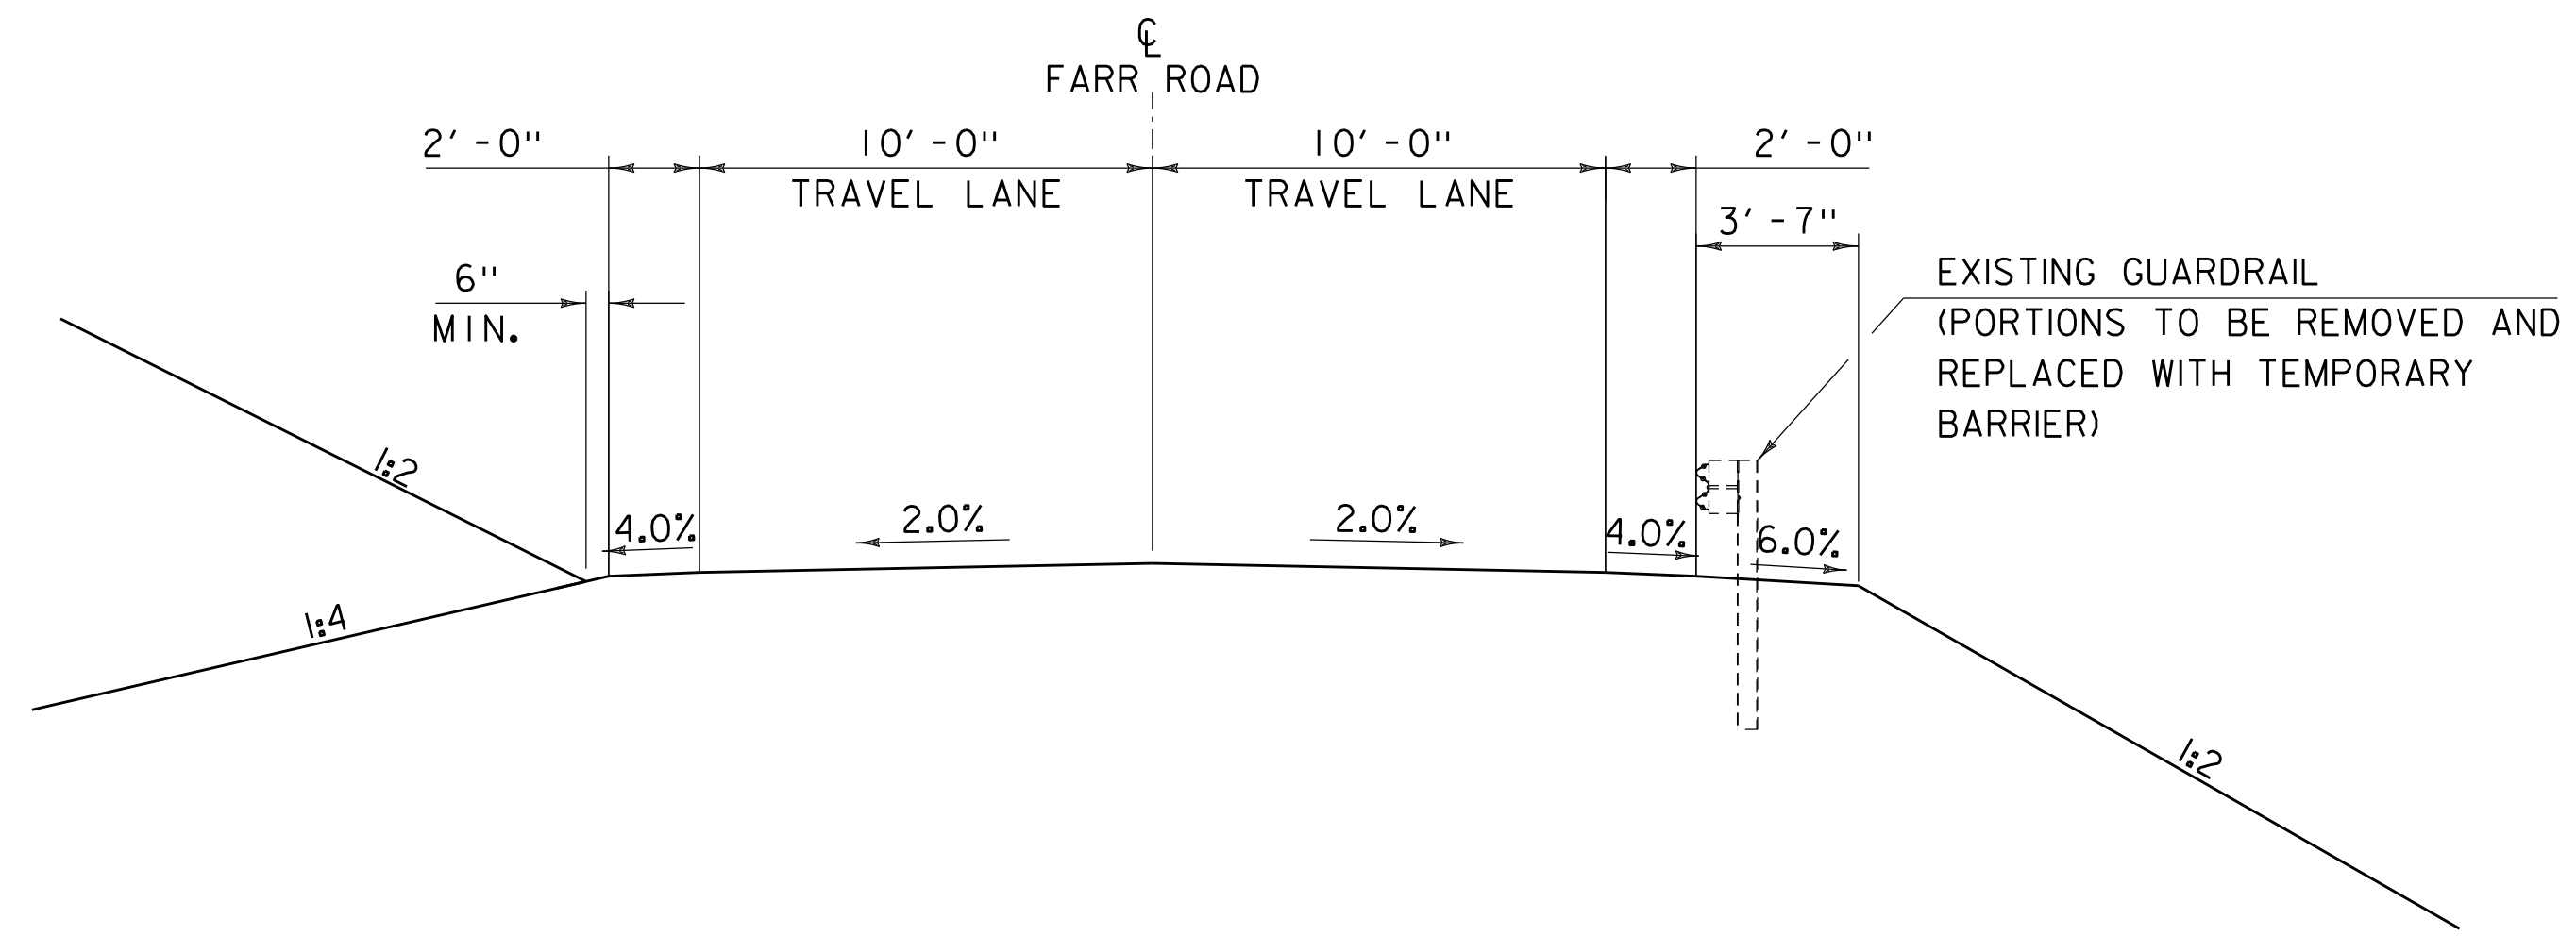 ℄
FARR ROAD
2'-0" 10'-0" 10'-0" 2'-0"
TRAVEL LANE TRAVEL LANE
3'-7"
6"
MIN.
EXISTING GUARDRAIL
(PORTIONS TO BE REMOVED AND
REPLACED WITH TEMPORARY
BARRIER)
1:2
4.0% 2.0% 2.0% 4.0% 6.0%
1:4
1:2